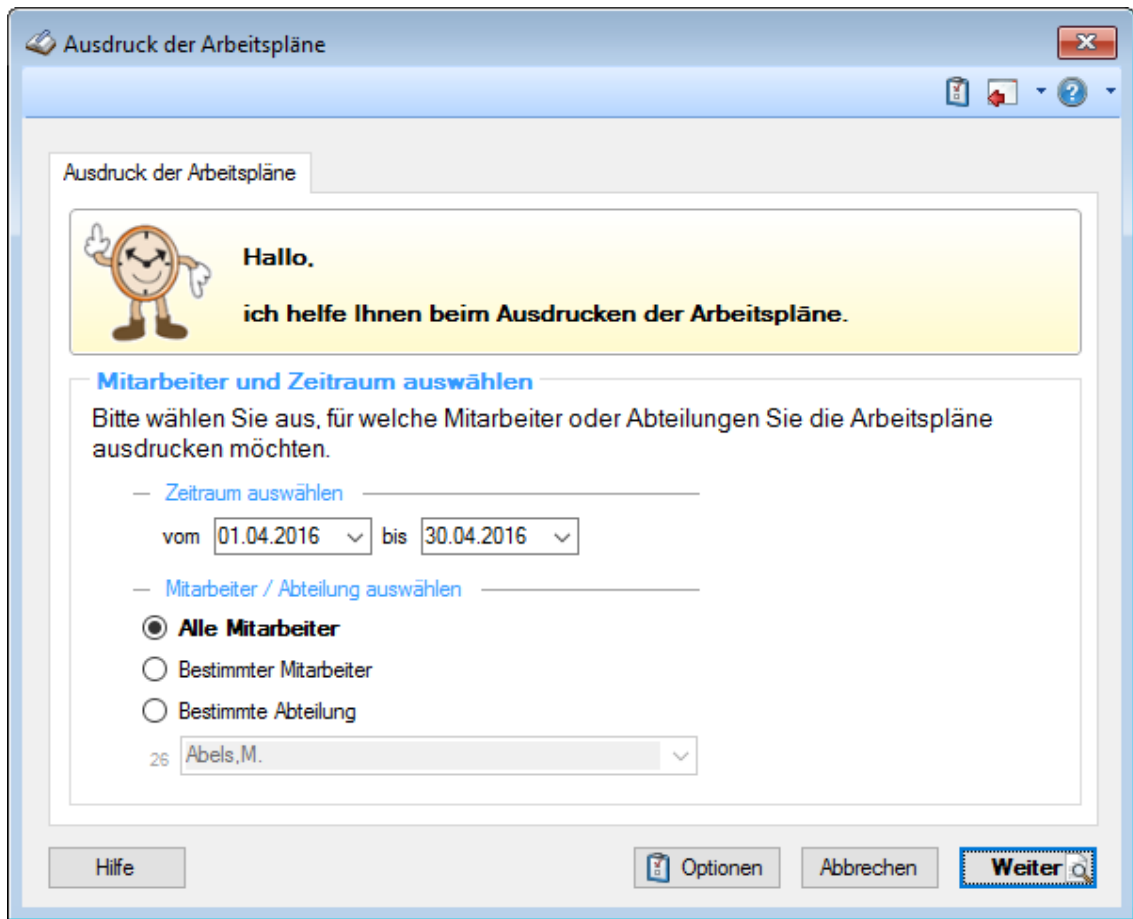 Ausdruck der Arbeitspläne
Ausdruck der Arbeitspläne
Hallo,
ich helfe Ihnen beim Ausdrucken der Arbeitspläne.
Mitarbeiter und Zeitraum auswählen
Bitte wählen Sie aus, für welche Mitarbeiter oder Abteilungen Sie die Arbeitspläne
ausdrucken möchten.
Zeitraum auswählen
vom 01.04.2016 bis 30.04.2016
Mitarbeiter / Abteilung auswählen
Alle Mitarbeiter
Bestimmter Mitarbeiter
Bestimmte Abteilung
26 Abels,M.
Hilfe Optionen Abbrechen Weiter